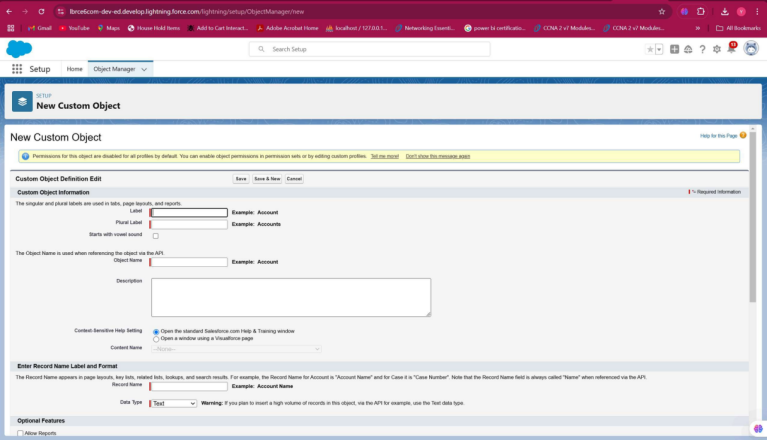 lbrce6com-dev-ed.develop.lightning.force.com/lightning/setup/ObjectManager/new
Gmail YouTube Maps House Hold Items Add to Cart Interact... Adobe Acrobat Home localhost / 127.0.0.1... Networking Essenti... power bi certificatio... CCNA 2 v7 Modules... CCNA 2 v7 Modules... » All Bookmarks
Search Setup
Setup Home Object Manager
SETUP
New Custom Object
New Custom Object
Help for this Page
Permissions for this object are disabled for all profiles by default. You can enable object permissions in permission sets or by editing custom profiles. Tell me more! Don't show this message again
Custom Object Definition Edit Save Save & New Cancel
Custom Object Information = Required Information
The singular and plural labels are used in tabs, page layouts, and reports.
Label Example: Account
Plural Label Example: Accounts
Starts with vowel sound
The Object Name is used when referencing the object via the API.
Object Name Example: Account
Description
Context-Sensitive Help Setting Open the standard Salesforce.com Help & Training window
Open a window using a Visualforce page
Content Name --None--
Enter Record Name Label and Format
The Record Name appears in page layouts, key lists, related lists, lookups, and search results. For example, the Record Name for Account is "Account Name" and for Case it is "Case Number". Note that the Record Name field is always called "Name" when referenced via the API.
Record Name Example: Account Name
Data Type Text Warning: If you plan to insert a high volume of records in this object, via the API for example, use the Text data type.
Optional Features
Allow Reports